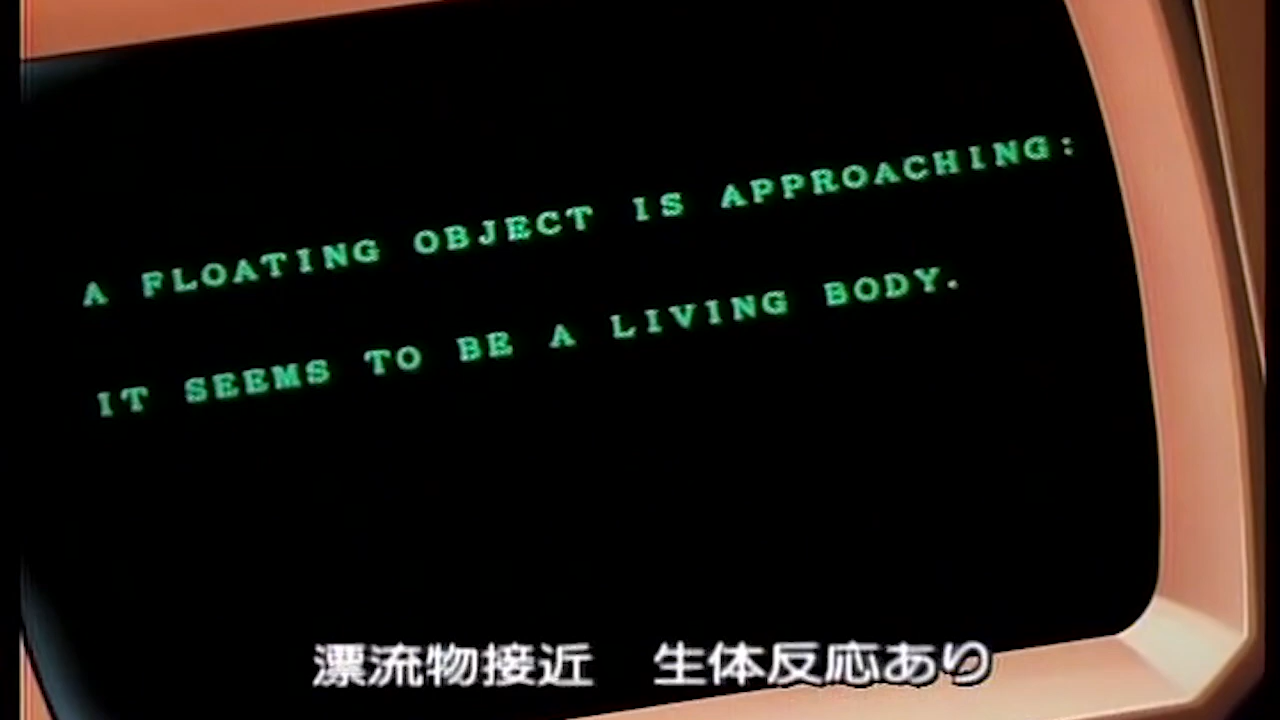 A FLOATING OBJECT IS APPROACHING:
IT SEEMS TO BE A LIVING BODY.
漂流物接近　生体反応あり